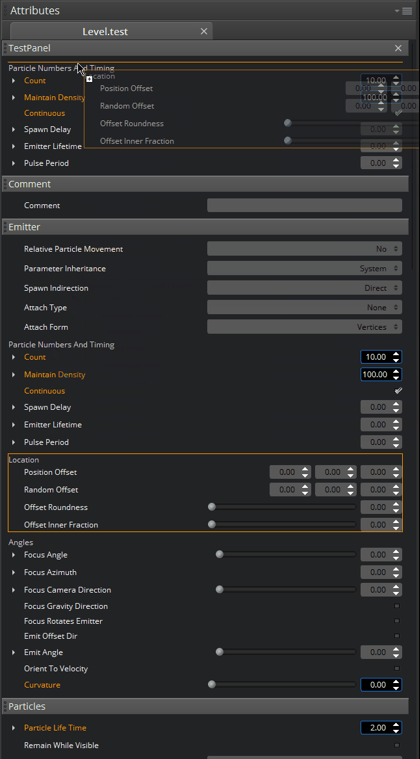 Attributes
Level.test ✕
TestPanel ✕
Particle Numbers And Timing
Location
Count 10.00
Position Offset 0.00 0.00 0.00
Maintain Density 100.00
Random Offset 0.00 0.00 0.00
Continuous
Offset Roundness
Spawn Delay 0.00
Emitter Lifetime 0.00
Offset Inner Fraction
Pulse Period 0.00
Comment
Comment
Emitter
Relative Particle Movement No
Parameter Inheritance System
Spawn Indirection Direct
Attach Type None
Attach Form Vertices
Particle Numbers And Timing
Count 10.00
Maintain Density 100.00
Continuous
Spawn Delay 0.00
Emitter Lifetime 0.00
Pulse Period 0.00
Location
Position Offset 0.00 0.00 0.00
Random Offset 0.00 0.00 0.00
Offset Roundness 0.00
Offset Inner Fraction 0.00
Angles
Focus Angle 0.00
Focus Azimuth 0.00
Focus Camera Direction 0.00
Focus Gravity Direction
Focus Rotates Emitter
Emit Offset Dir
Emit Angle 0.00
Orient To Velocity
Curvature 0.00
Particles
Particle Life Time 2.00
Remain While Visible